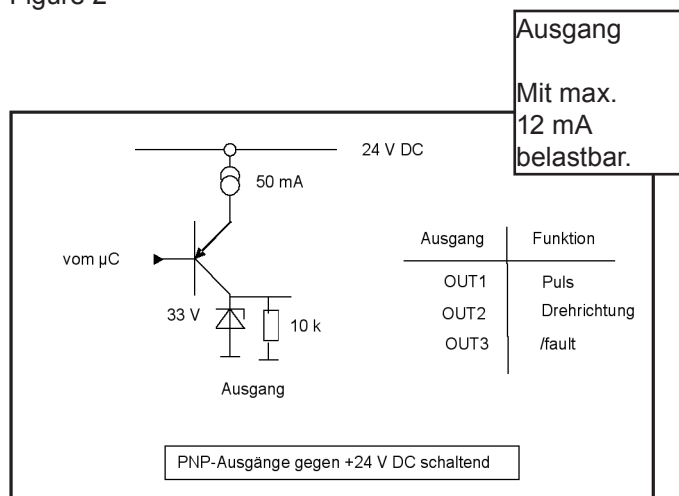 Figure 2
Ausgang
Mit max.
12 mA
belastbar.
24 V DC
50 mA
vom µC
33 V
10 k
Ausgang
Ausgang Funktion
OUT1 Puls
OUT2 Drehrichtung
OUT3 /fault
PNP-Ausgänge gegen +24 V DC schaltend